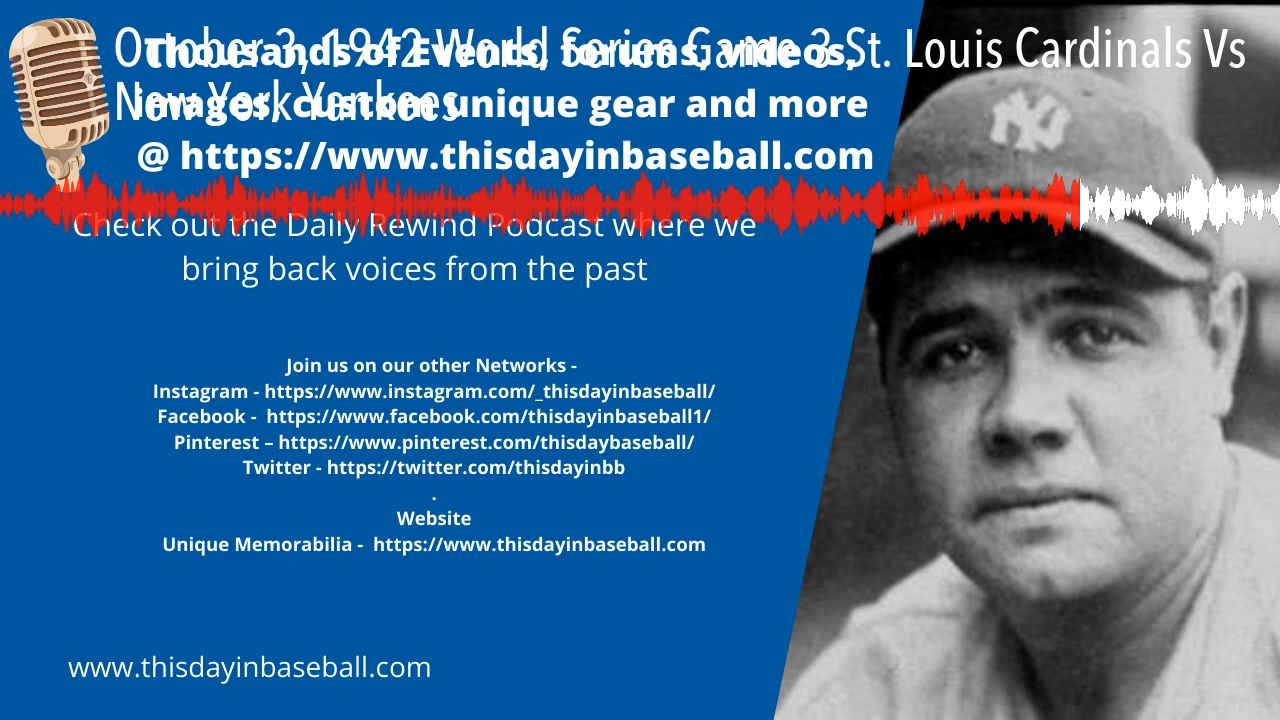 October 3, 1942 World Series Game 3 St. Louis Cardinals Vs
New York Yankees
Thousands of Events, forums, videos,
images, custom unique gear and more
@ https://www.thisdayinbaseball.com
Check out the Daily Rewind Podcast where we
bring back voices from the past
Join us on our other Networks -
Instagram - https://www.instagram.com/_thisdayinbaseball/
Facebook - https://www.facebook.com/thisdayinbaseball1/
Pinterest – https://www.pinterest.com/thisdaybaseball/
Twitter - https://twitter.com/thisdayinbb
.
Website
Unique Memorabilia - https://www.thisdayinbaseball.com
www.thisdayinbaseball.com
NY